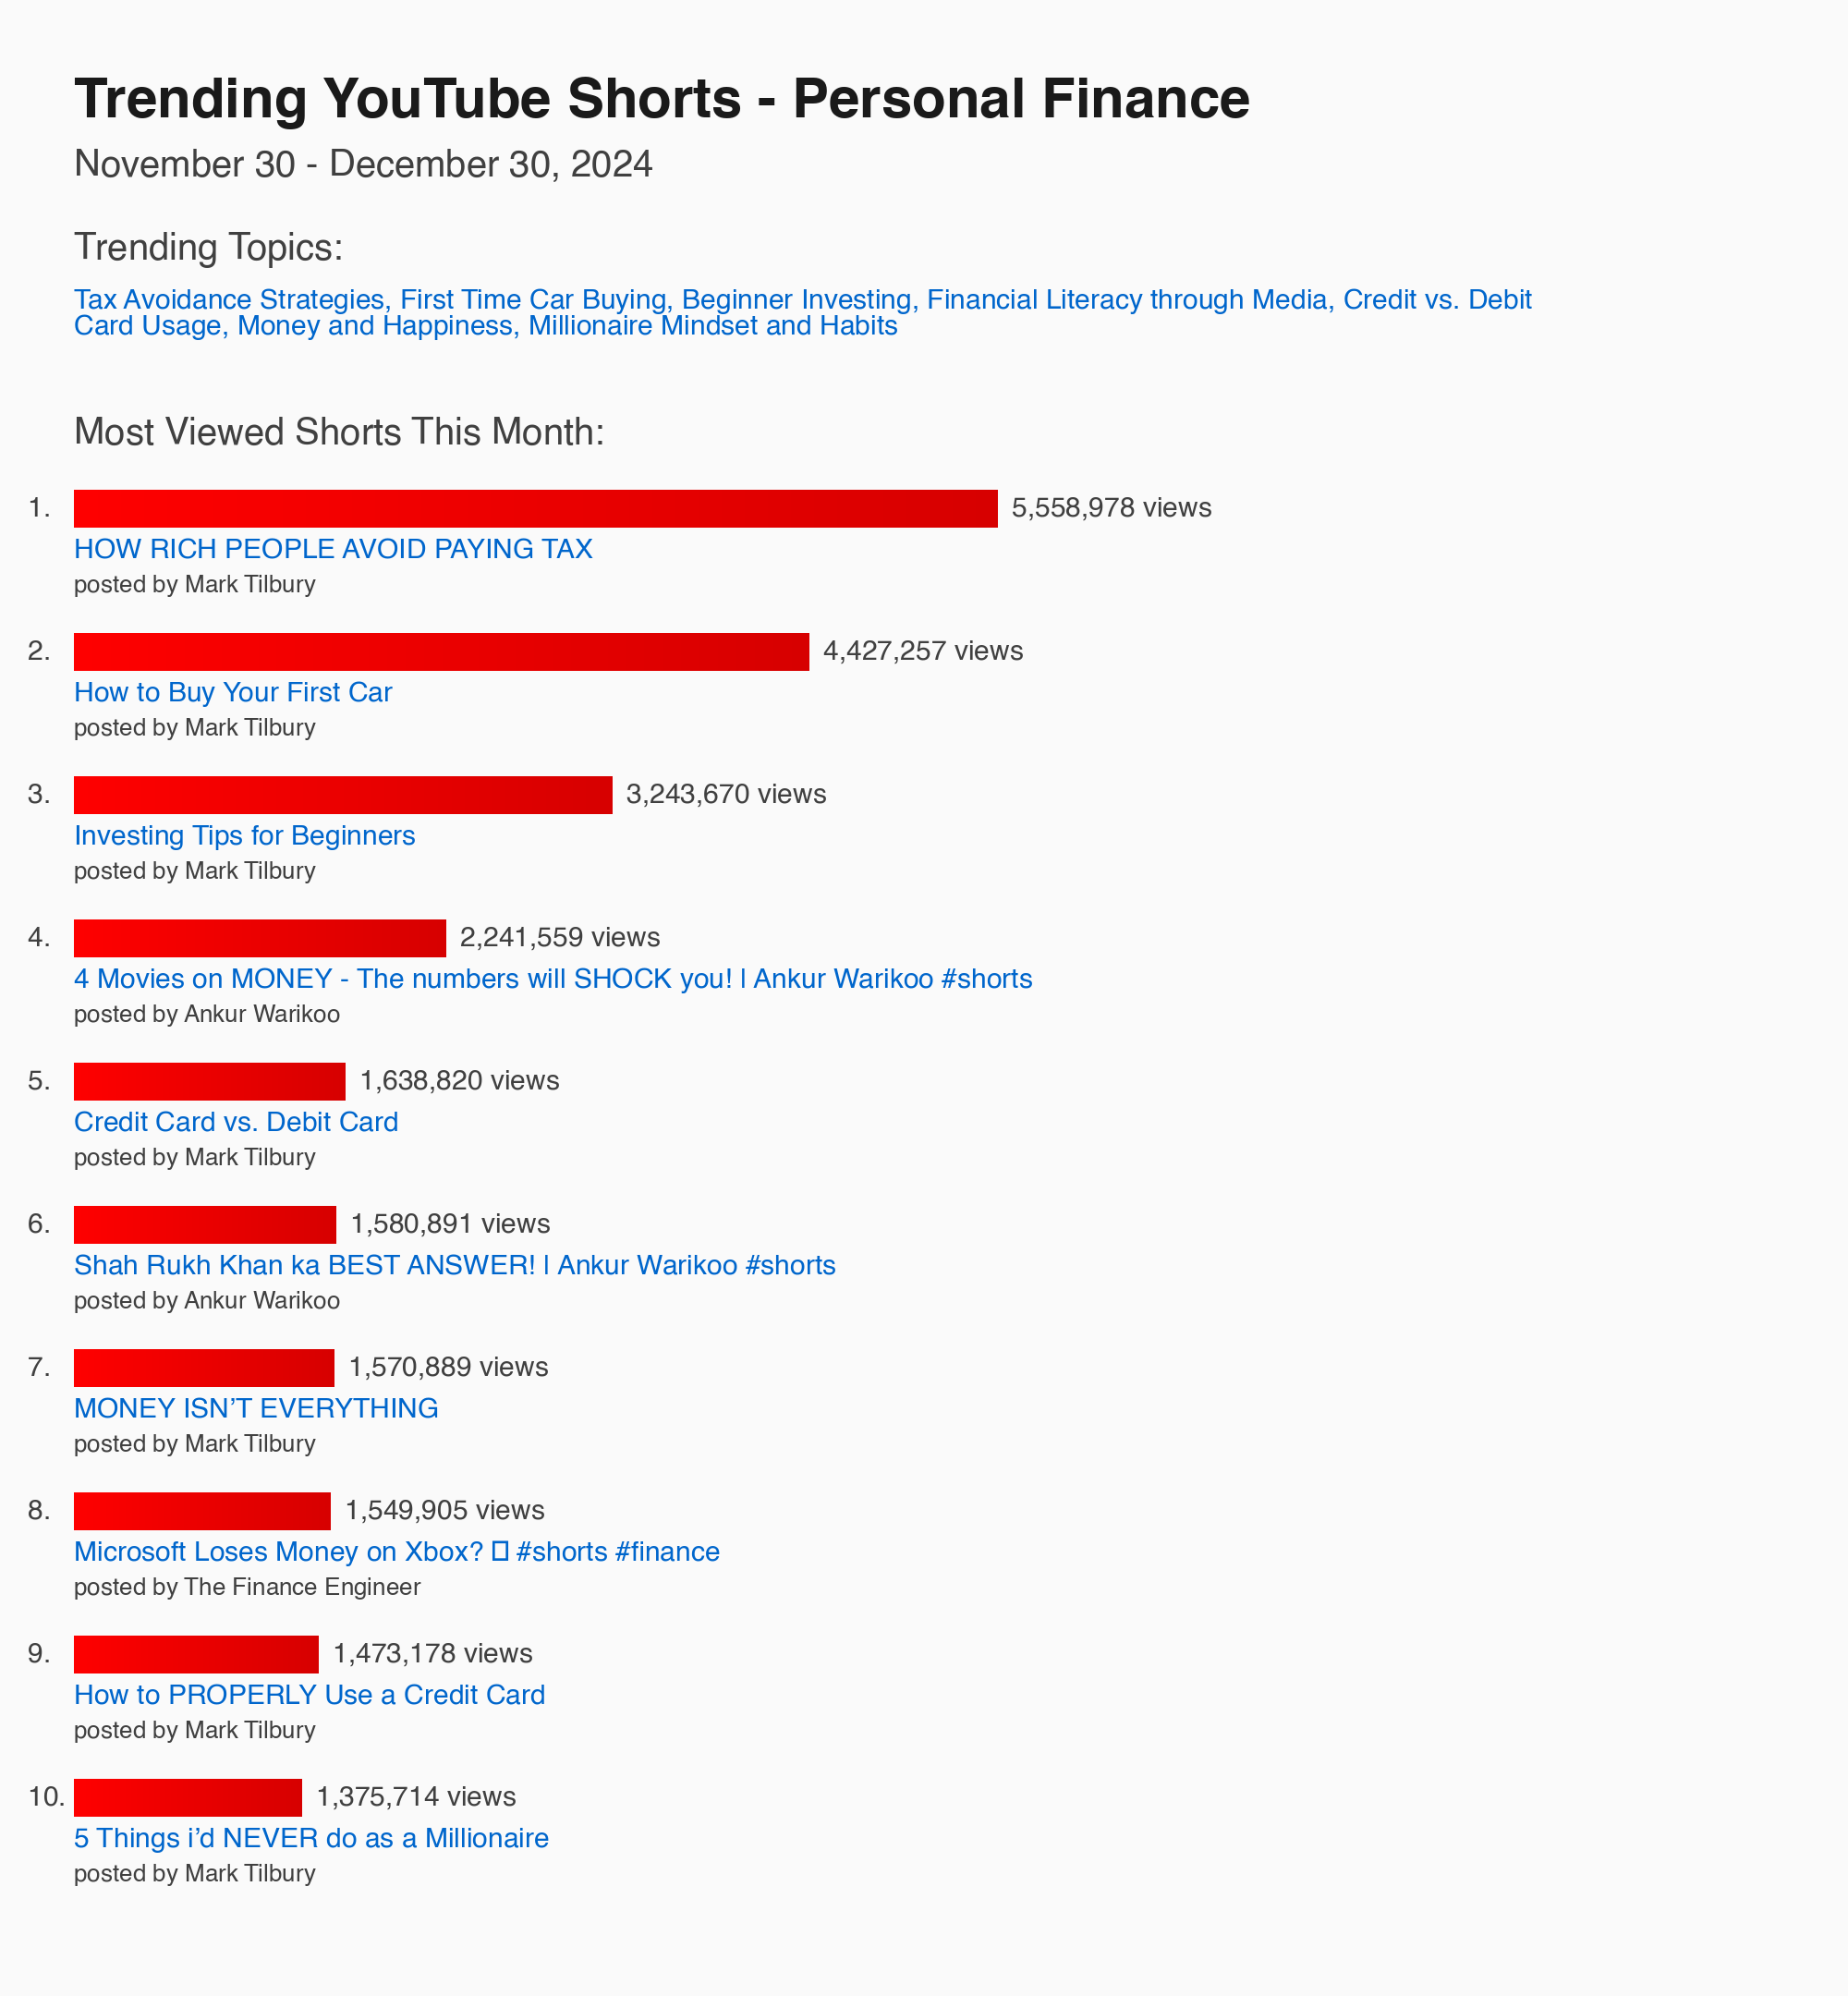 Trending YouTube Shorts - Personal Finance
November 30 - December 30, 2024
Trending Topics:
Tax Avoidance Strategies, First Time Car Buying, Beginner Investing, Financial Literacy through Media, Credit vs. Debit
Card Usage, Money and Happiness, Millionaire Mindset and Habits
Most Viewed Shorts This Month:
1. 5,558,978 views
HOW RICH PEOPLE AVOID PAYING TAX
posted by Mark Tilbury
2. 4,427,257 views
How to Buy Your First Car
posted by Mark Tilbury
3. 3,243,670 views
Investing Tips for Beginners
posted by Mark Tilbury
4. 2,241,559 views
4 Movies on MONEY - The numbers will SHOCK you! | Ankur Warikoo #shorts
posted by Ankur Warikoo
5. 1,638,820 views
Credit Card vs. Debit Card
posted by Mark Tilbury
6. 1,580,891 views
Shah Rukh Khan ka BEST ANSWER! | Ankur Warikoo #shorts
posted by Ankur Warikoo
7. 1,570,889 views
MONEY ISN’T EVERYTHING
posted by Mark Tilbury
8. 1,549,905 views
Microsoft Loses Money on Xbox? #shorts #finance
posted by The Finance Engineer
9. 1,473,178 views
How to PROPERLY Use a Credit Card
posted by Mark Tilbury
10. 1,375,714 views
5 Things i’d NEVER do as a Millionaire
posted by Mark Tilbury